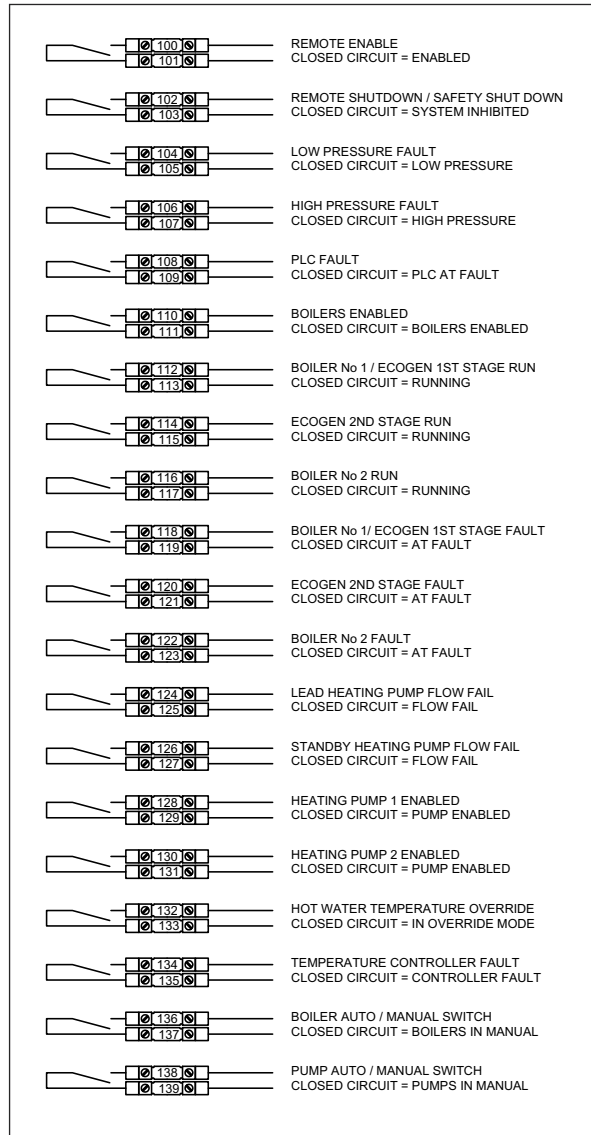 100 REMOTE ENABLE
101 CLOSED CIRCUIT = ENABLED
102 REMOTE SHUTDOWN / SAFETY SHUT DOWN
103 CLOSED CIRCUIT = SYSTEM INHIBITED
104 LOW PRESSURE FAULT
105 CLOSED CIRCUIT = LOW PRESSURE
106 HIGH PRESSURE FAULT
107 CLOSED CIRCUIT = HIGH PRESSURE
108 PLC FAULT
109 CLOSED CIRCUIT = PLC AT FAULT
110 BOILERS ENABLED
111 CLOSED CIRCUIT = BOILERS ENABLED
112 BOILER No 1 / ECOGEN 1ST STAGE RUN
113 CLOSED CIRCUIT = RUNNING
114 ECOGEN 2ND STAGE RUN
115 CLOSED CIRCUIT = RUNNING
116 BOILER No 2 RUN
117 CLOSED CIRCUIT = RUNNING
118 BOILER No 1/ ECOGEN 1ST STAGE FAULT
119 CLOSED CIRCUIT = AT FAULT
120 ECOGEN 2ND STAGE FAULT
121 CLOSED CIRCUIT = AT FAULT
122 BOILER No 2 FAULT
123 CLOSED CIRCUIT = AT FAULT
124 LEAD HEATING PUMP FLOW FAIL
125 CLOSED CIRCUIT = FLOW FAIL
126 STANDBY HEATING PUMP FLOW FAIL
127 CLOSED CIRCUIT = FLOW FAIL
128 HEATING PUMP 1 ENABLED
129 CLOSED CIRCUIT = PUMP ENABLED
130 HEATING PUMP 2 ENABLED
131 CLOSED CIRCUIT = PUMP ENABLED
132 HOT WATER TEMPERATURE OVERRIDE
133 CLOSED CIRCUIT = IN OVERRIDE MODE
134 TEMPERATURE CONTROLLER FAULT
135 CLOSED CIRCUIT = CONTROLLER FAULT
136 BOILER AUTO / MANUAL SWITCH
137 CLOSED CIRCUIT = BOILERS IN MANUAL
138 PUMP AUTO / MANUAL SWITCH
139 CLOSED CIRCUIT = PUMPS IN MANUAL